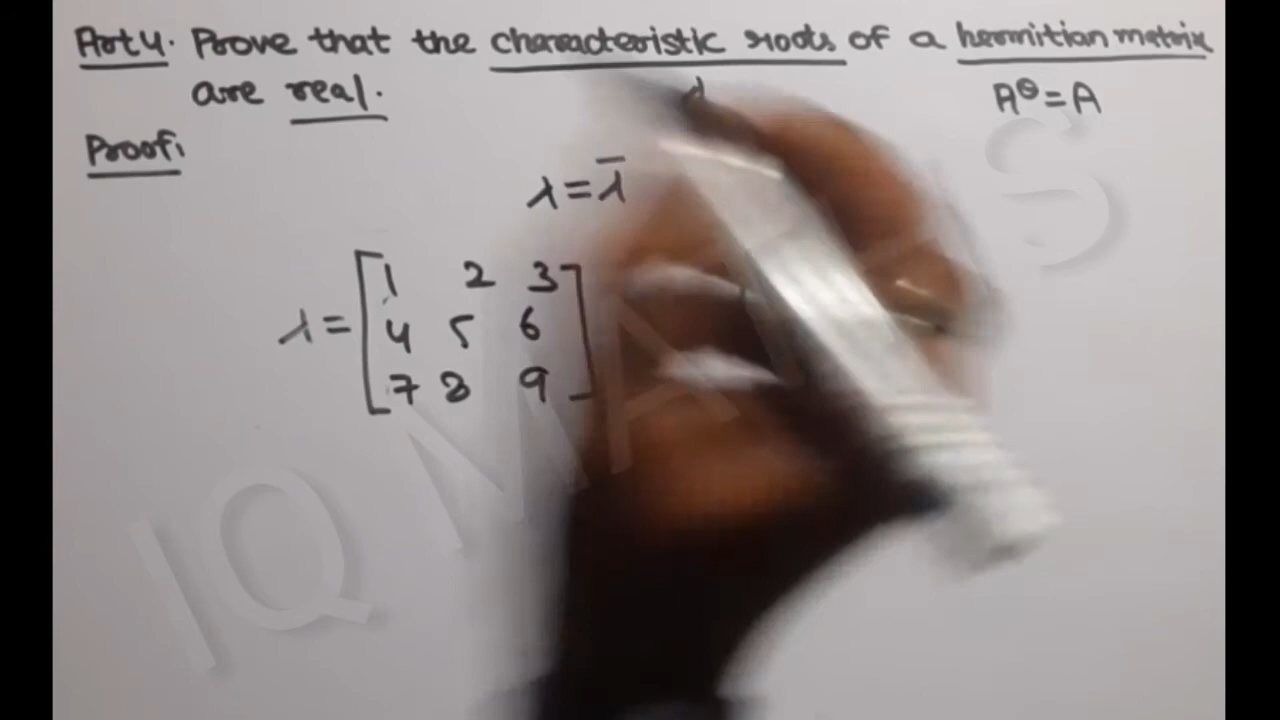 Art 4. Prove that the characteristic roots of a hermitian matrix
are real.
λ
A^θ = A
Proof:
λ = λ̅
λ = [1 2 3
4 5 6
7 8 9]
IQ MATHS